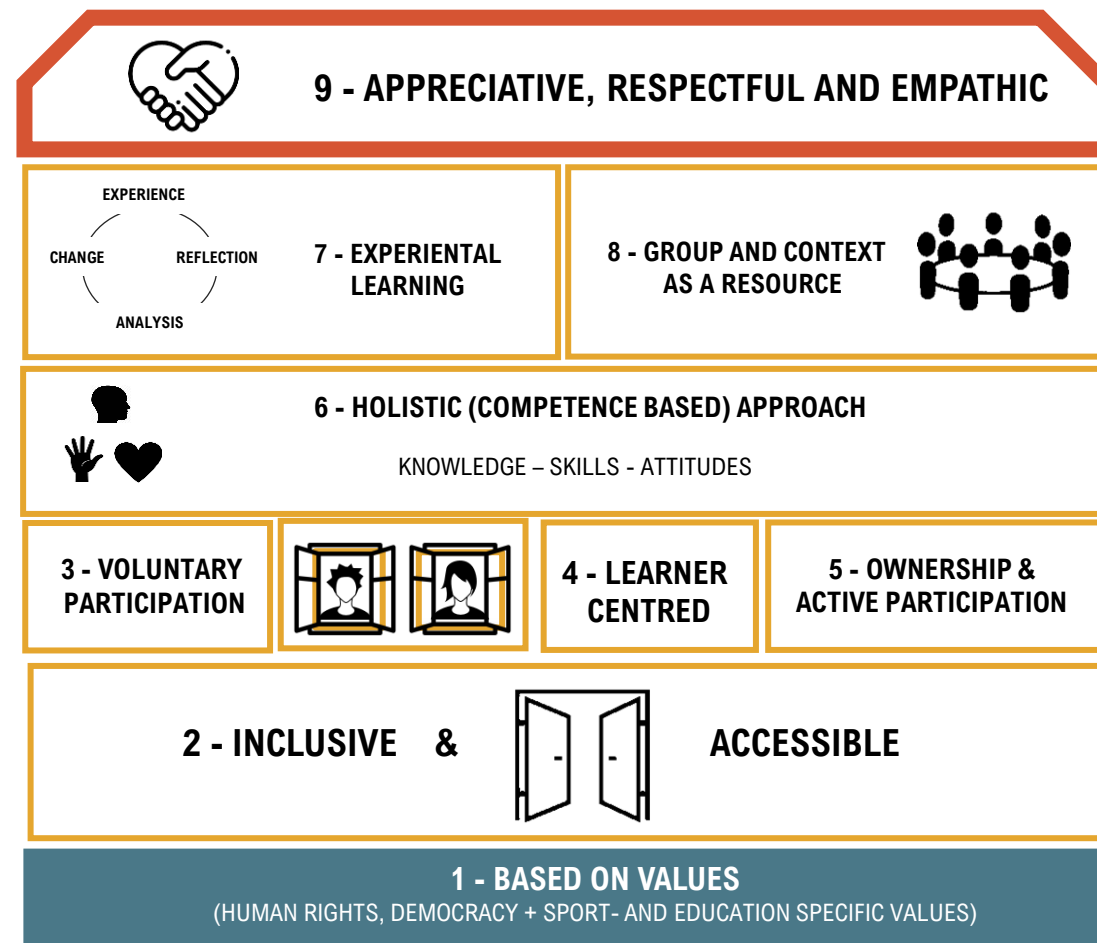 9 - APPRECIATIVE, RESPECTFUL AND EMPATHIC
EXPERIENCE
CHANGE
REFLECTION
ANALYSIS
7 - EXPERIENTIAL
LEARNING
8 - GROUP AND CONTEXT
AS A RESOURCE
6 - HOLISTIC (COMPETENCE BASED) APPROACH
KNOWLEDGE – SKILLS - ATTITUDES
3 - VOLUNTARY
PARTICIPATION
4 - LEARNER
CENTRED
5 - OWNERSHIP &
ACTIVE PARTICIPATION
2 - INCLUSIVE & ACCESSIBLE
1 - BASED ON VALUES
(HUMAN RIGHTS, DEMOCRACY + SPORT- AND EDUCATION SPECIFIC VALUES)